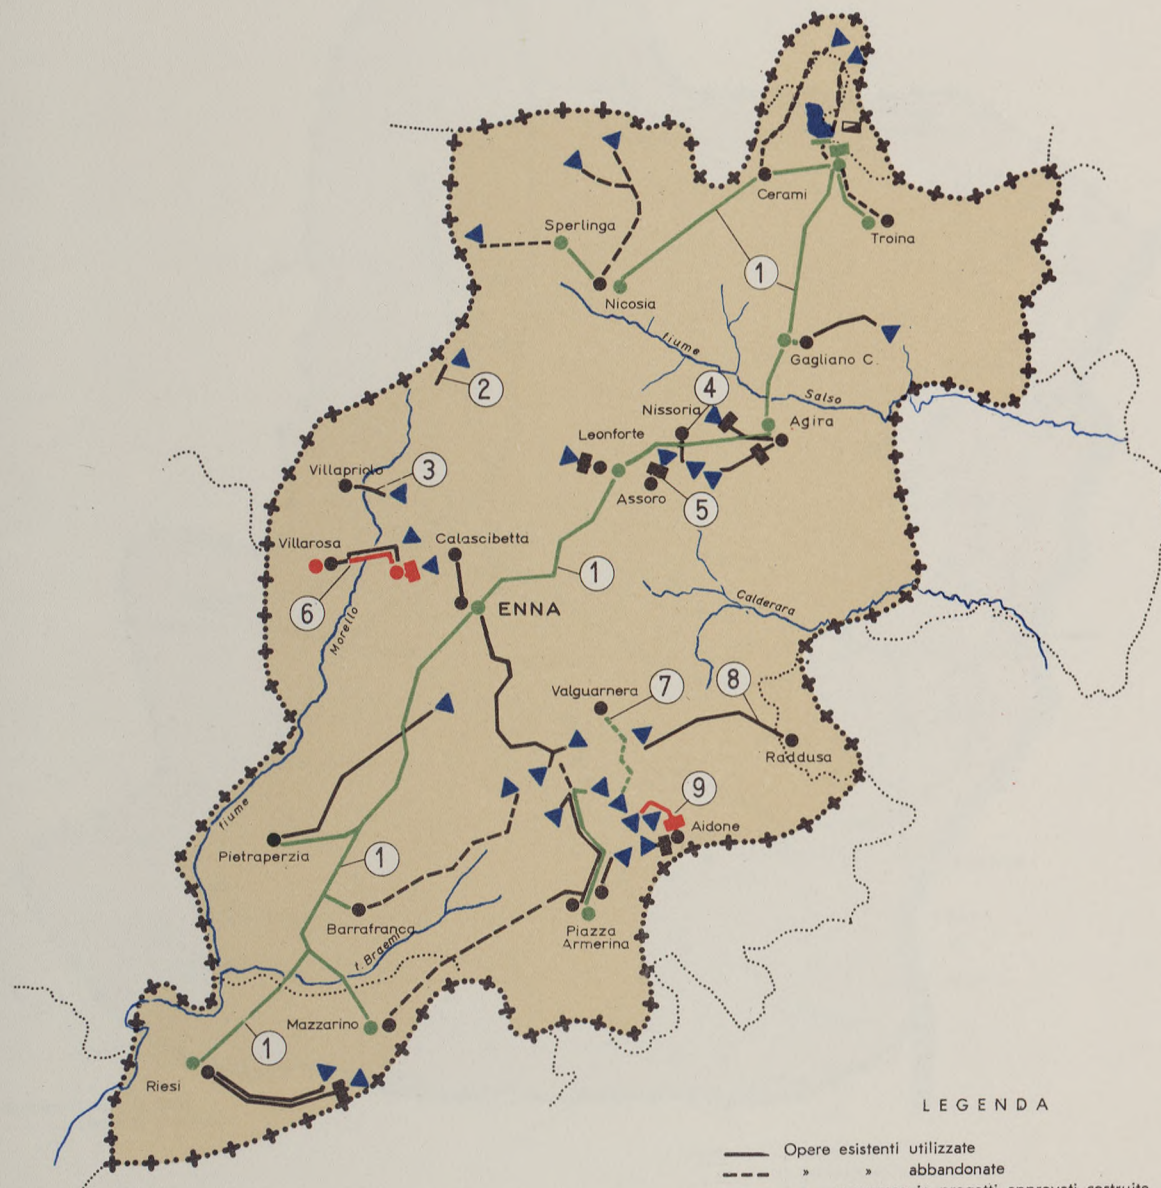 Cerami
Sperlinga
Troina
1
Nicosia
fiume
Gagliano C.
2
4
Salso
Nissoria
Agira
Leonforte
Villapriolo
3
Assoro
5
Villarosa
Calascibetta
1
6
ENNA
Calderara
Morello
Valguarnera
7
8
Raddusa
9
fiume
Aidone
Pietraperzia
1
Barrafranca
Piazza
Armerina
t. Braemi
Mazzarino
1
Riesi
LEGENDA
Opere esistenti utilizzate
" " abbandonate